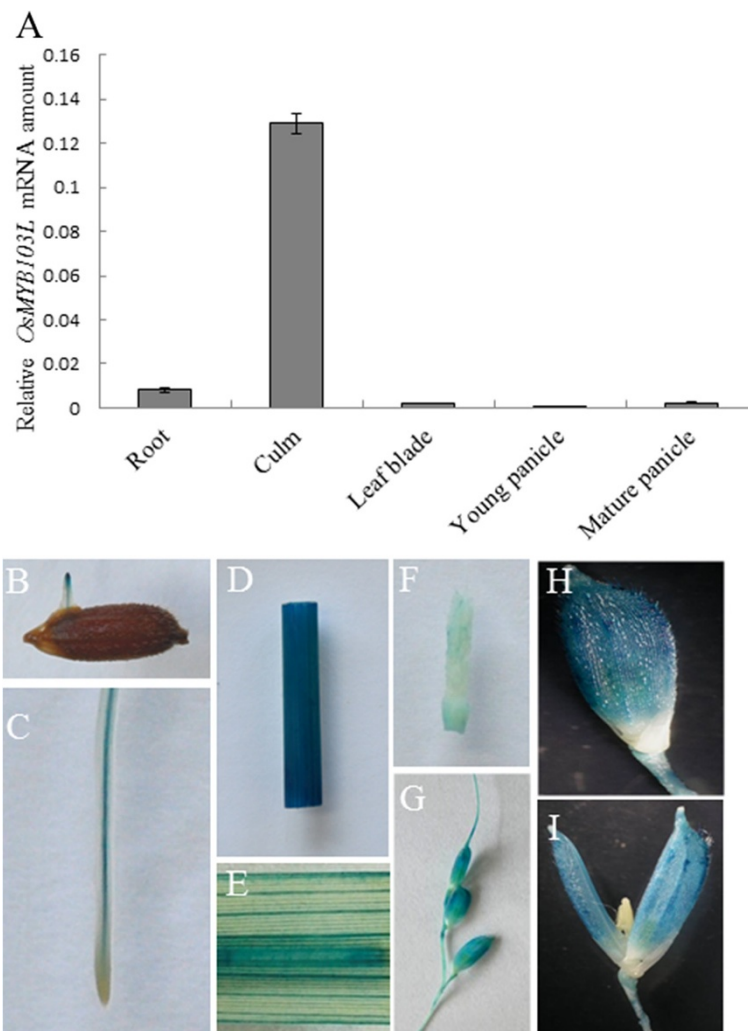 A
Relative OsMYB103L mRNA amount
0.16
0.14
0.12
0.1
0.08
0.06
0.04
0.02
0
Root
Culm
Leaf blade
Young panicle
Mature panicle
B
C
D
E
F
G
H
I